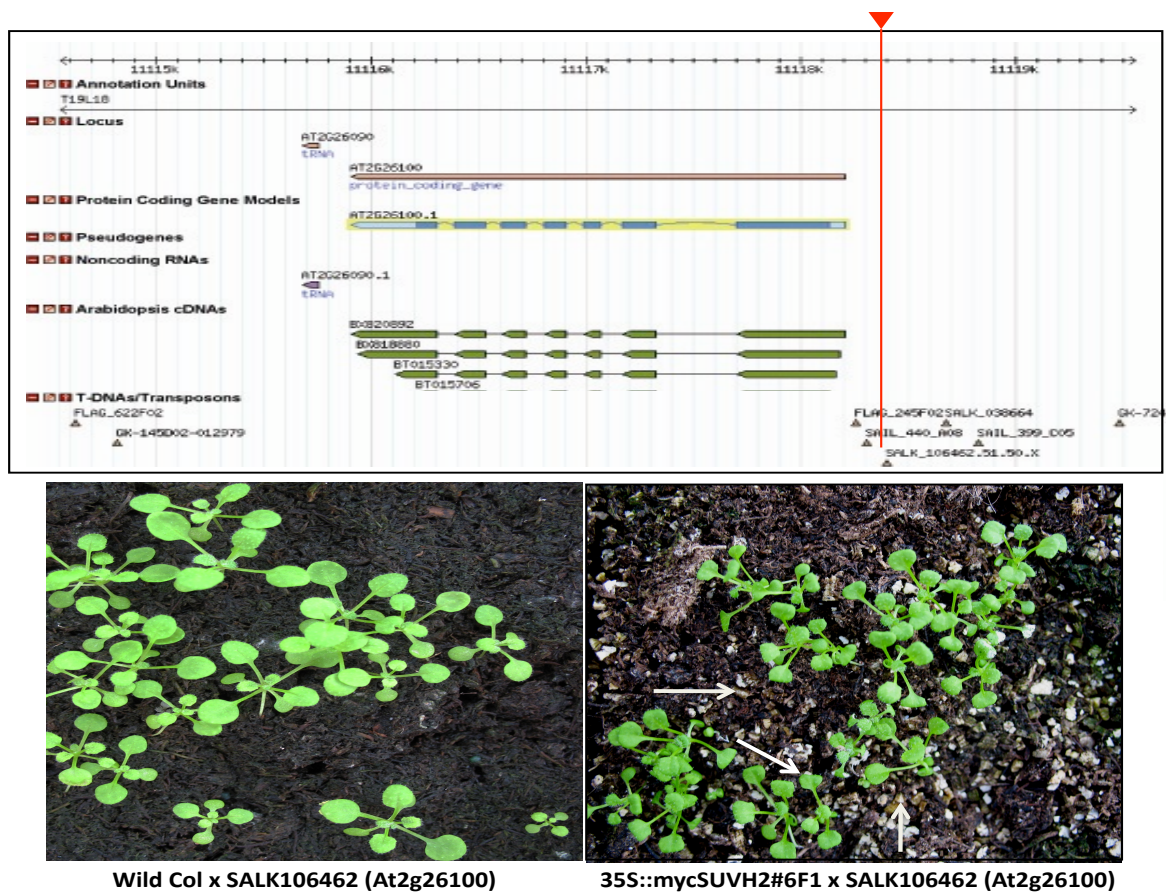 11115k 11116k 11117k 11118k 11119k
Annotation Units
T19L18
Locus
AT2G26090
tRNA
AT2G26100
protein_coding_gene
Protein Coding Gene Models
AT2G26100.1
Pseudogenes
Noncoding RNAs
AT2G26090.1
tRNA
Arabidopsis cDNAs
BX820892
BX818880
BT015330
BT015706
T-DNAs/Transposons
FLAG_622F02 FLAG_245F02 SALK_038664 GK-724
GK-145D02-012979 SAIL_440_A08 SAIL_399_D05
SALK_106462.51.50.X
Wild Col x SALK106462 (At2g26100) 35S::mycSUVH2#6F1 x SALK106462 (At2g26100)